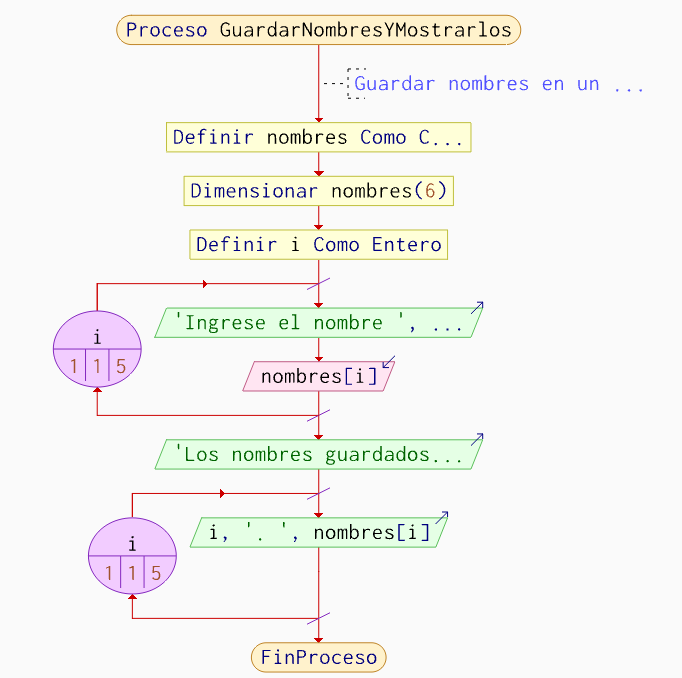 Proceso GuardarNombresYMostrarlos
Guardar nombres en un ...
Definir nombres Como C...
Dimensionar nombres(6)
Definir i Como Entero
i
1 1 5
'Ingrese el nombre ', ...
nombres[i]
'Los nombres guardados...
i
1 1 5
i, '. ', nombres[i]
FinProceso